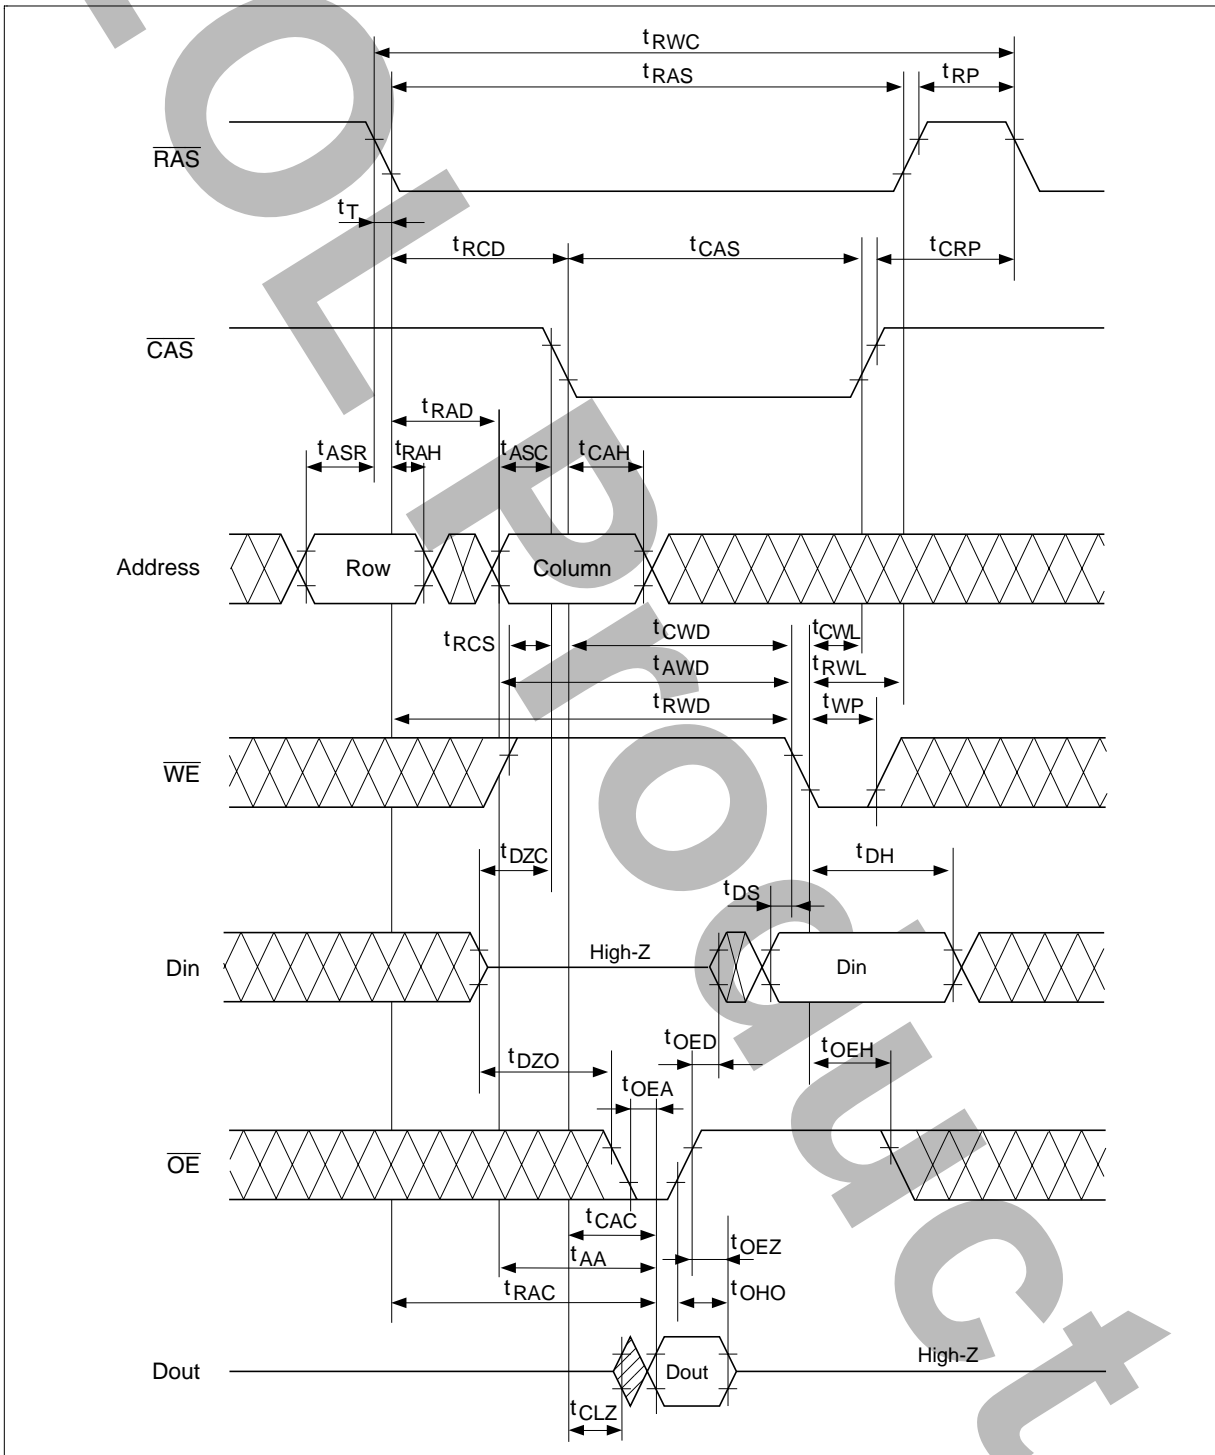 tRWC
tRAS
tRP
RAS
tT
tRCD
tCAS
tCRP
CAS
tRAD
tASR
tRAH
tASC
tCAH
Address
Row
Column
tRCS
tCWD
tCWL
tAWD
tRWL
tRWD
tWP
WE
tDZC
tDH
tDS
Din
High-Z
Din
tOED
tDZO
tOEH
tOEA
OE
tCAC
tOEZ
tAA
tRAC
tOHO
Dout
Dout
High-Z
tCLZ
OL Product